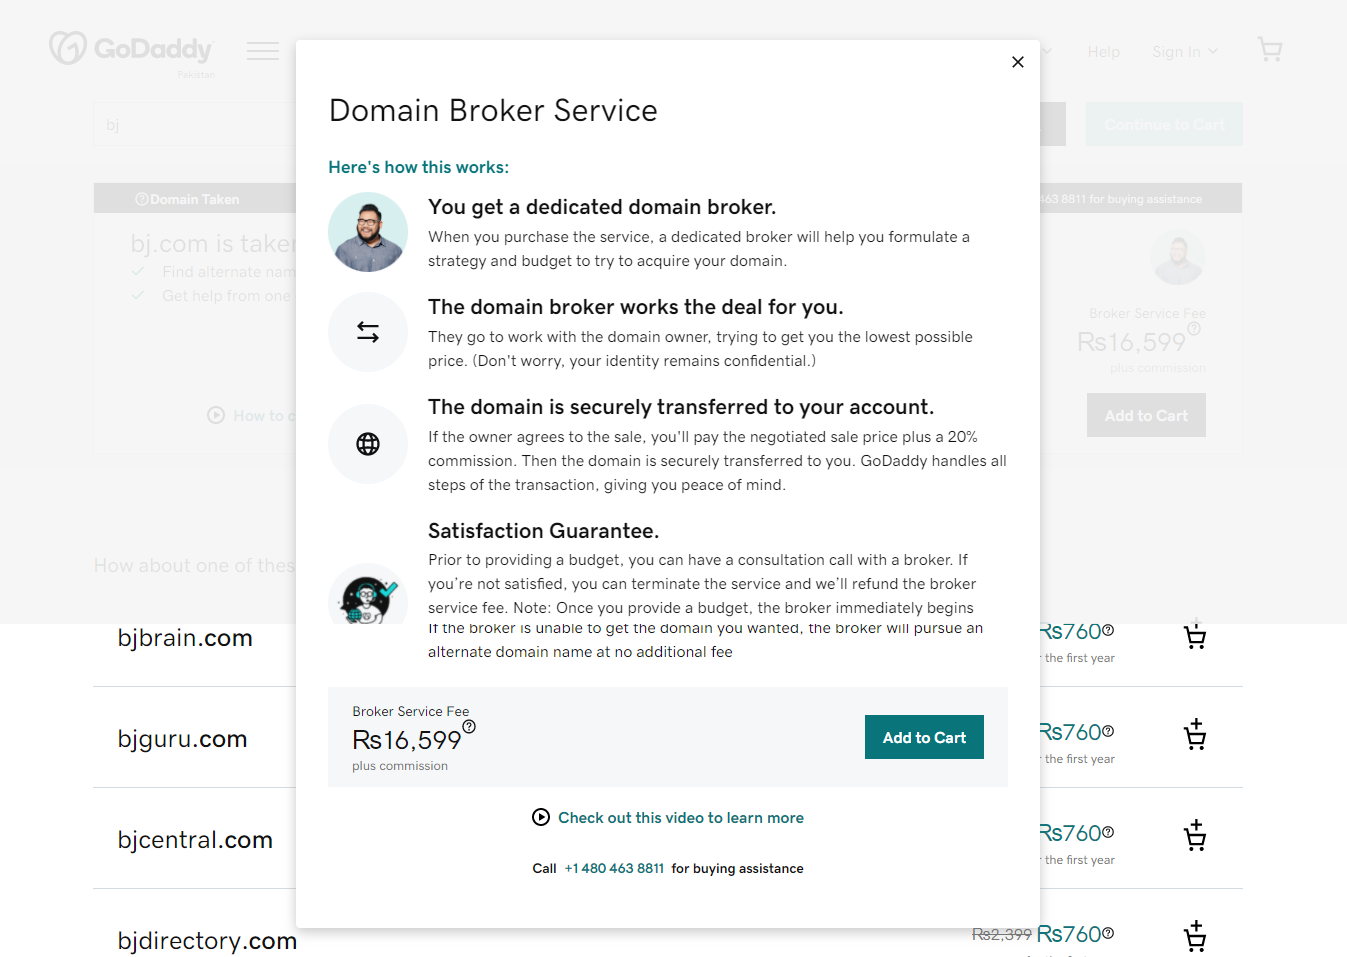 GoDaddy
Pakistan
Help
Sign In
bj
Continue to Cart
Domain Taken
463 8811 for buying assistance
bj.com is taken
Find alternate nam
Get help from one
How to c
Broker Service Fee
₨16,599
plus commission
Add to Cart
Domain Broker Service
Here's how this works:
You get a dedicated domain broker.
When you purchase the service, a dedicated broker will help you formulate a
strategy and budget to try to acquire your domain.
The domain broker works the deal for you.
They go to work with the domain owner, trying to get you the lowest possible
price. (Don't worry, your identity remains confidential.)
The domain is securely transferred to your account.
If the owner agrees to the sale, you'll pay the negotiated sale price plus a 20%
commission. Then the domain is securely transferred to you. GoDaddy handles all
steps of the transaction, giving you peace of mind.
Satisfaction Guarantee.
Prior to providing a budget, you can have a consultation call with a broker. If
you’re not satisfied, you can terminate the service and we’ll refund the broker
service fee. Note: Once you provide a budget, the broker immediately begins
If the broker is unable to get the domain you wanted, the broker will pursue an
alternate domain name at no additional fee
Broker Service Fee
₨16,599
plus commission
Add to Cart
Check out this video to learn more
Call +1 480 463 8811 for buying assistance
How about one of thes
bjbrain.com
₨760
the first year
bjguru.com
₨760
the first year
bjcentral.com
₨760
the first year
bjdirectory.com
₨2,399 ₨760